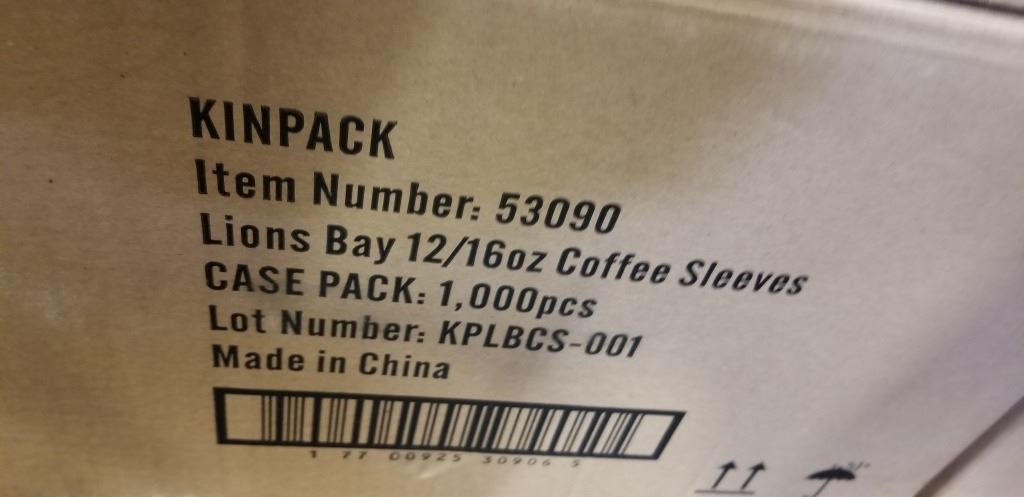 KINPACK
Item Number: 53090
Lions Bay 12/16oz Coffee Sleeves
CASE PACK: 1,000pcs
Lot Number: KPLBCS-001
Made in China
1 77 00925 30906 5